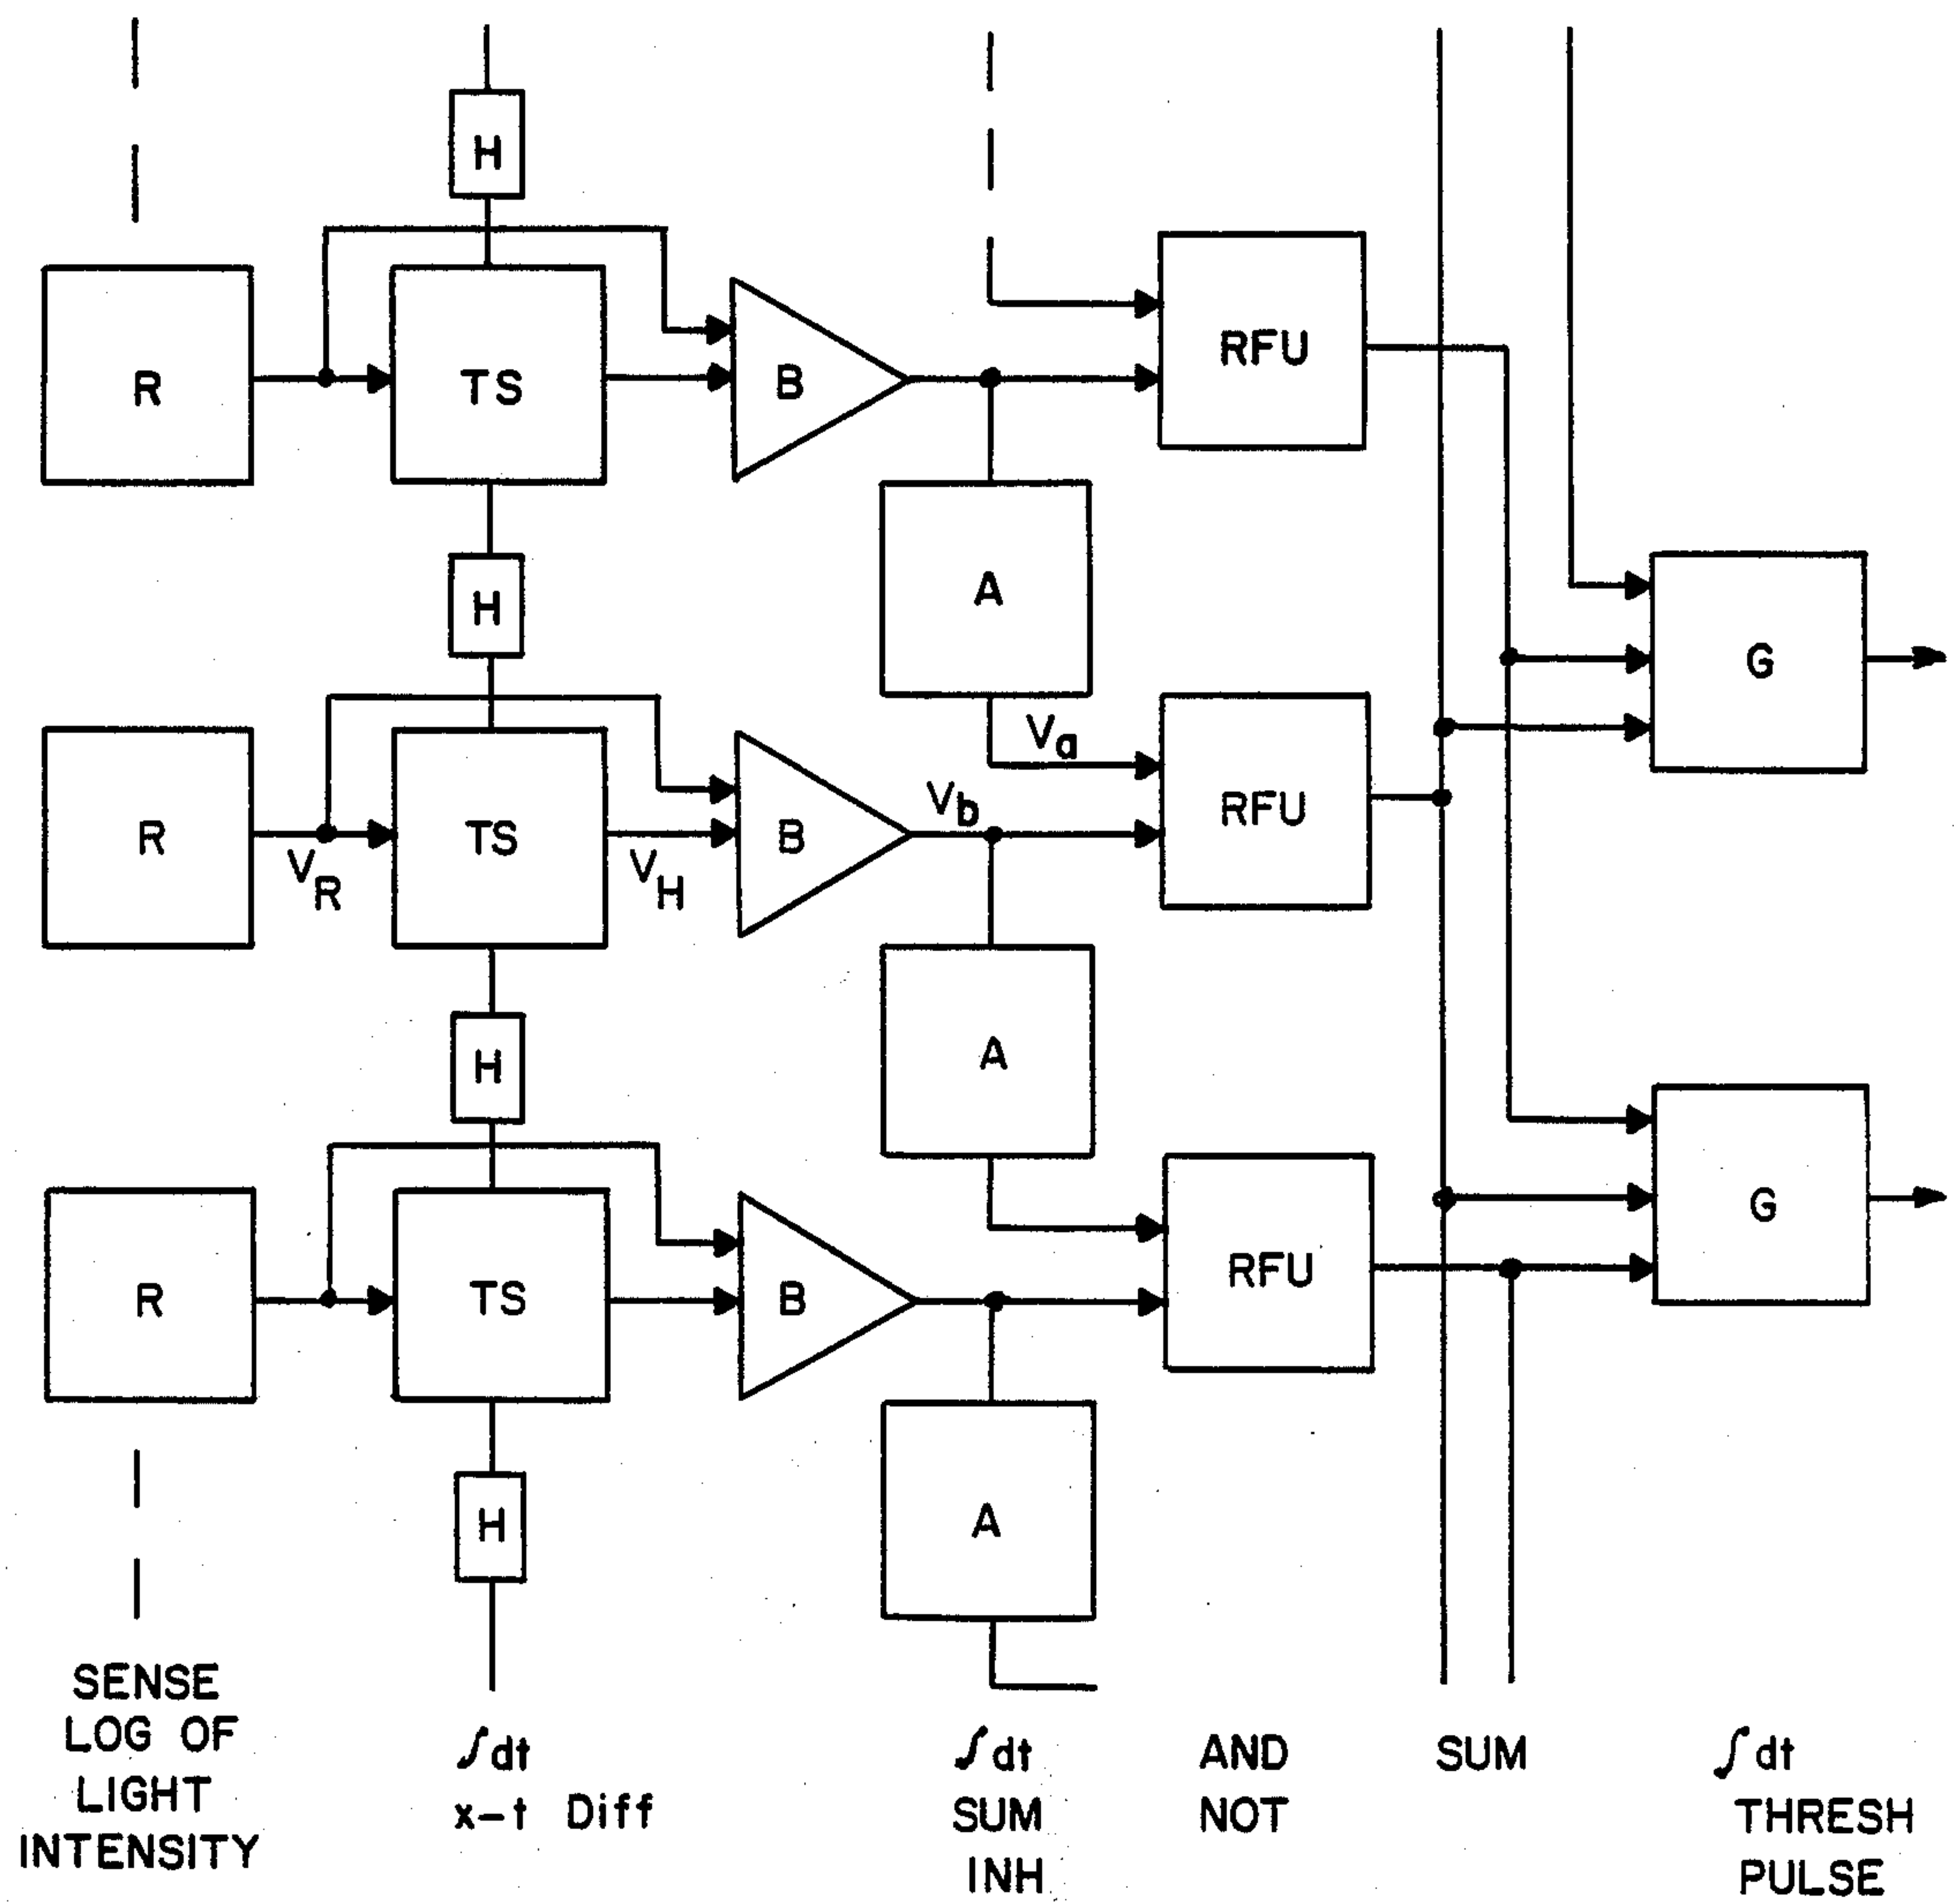 H
R
TS
B
RFU
A
H
G
Va
R
TS
B
Vb
RFU
VR
VH
A
H
G
R
TS
B
RFU
A
H
SENSE
LOG OF
LIGHT
INTENSITY
∫dt
x-t Diff
∫dt
SUM
INH
AND
NOT
SUM
∫dt
THRESH
PULSE